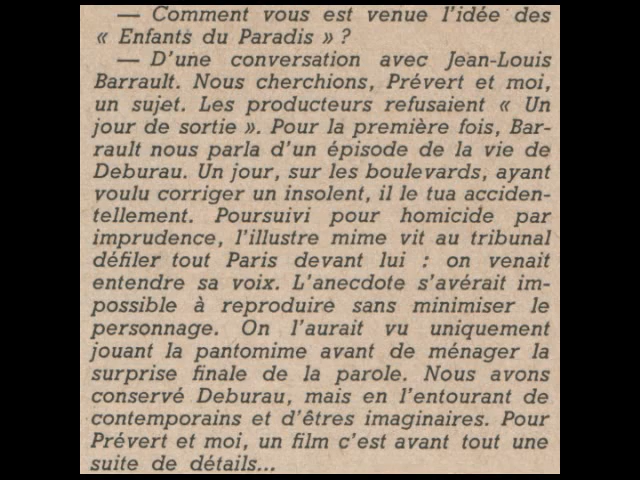 — Comment vous est venue l'idée des
« Enfants du Paradis » ?
— D'une conversation avec Jean-Louis
Barrault. Nous cherchions, Prévert et moi,
un sujet. Les producteurs refusaient « Un
jour de sortie ». Pour la première fois, Bar-
rault nous parla d'un épisode de la vie de
Deburau. Un jour, sur les boulevards, ayant
voulu corriger un insolent, il le tua acciden-
tellement. Poursuivi pour homicide par
imprudence, l'illustre mime vit au tribunal
défiler tout Paris devant lui : on venait
entendre sa voix. L'anecdote s'avérait im-
possible à reproduire sans minimiser le
personnage. On l'aurait vu uniquement
jouant la pantomime avant de ménager la
surprise finale de la parole. Nous avons
conservé Deburau, mais en l'entourant de
contemporains et d'êtres imaginaires. Pour
Prévert et moi, un film c'est avant tout une
suite de détails...